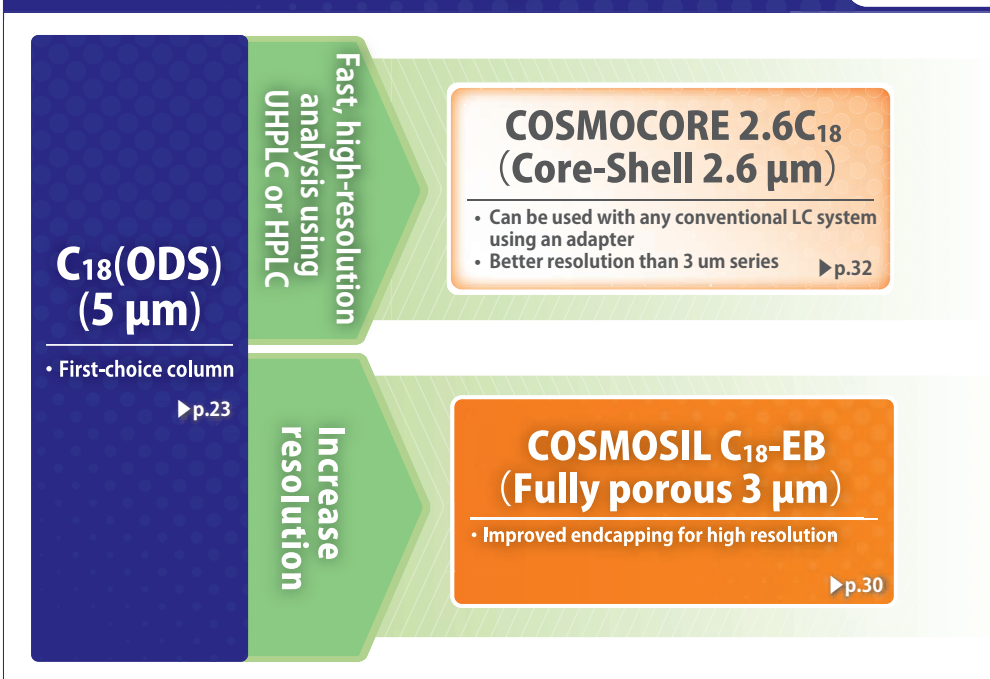 C18(ODS)
(5 µm)
• First-choice column
▶p.23
Fast, high-resolution
analysis using
UHPLC or HPLC
COSMOCORE 2.6C18
(Core-Shell 2.6 µm)
• Can be used with any conventional LC system
using an adapter
• Better resolution than 3 um series
▶p.32
Increase
resolution
COSMOSIL C18-EB
(Fully porous 3 µm)
• Improved endcapping for high resolution
▶p.30